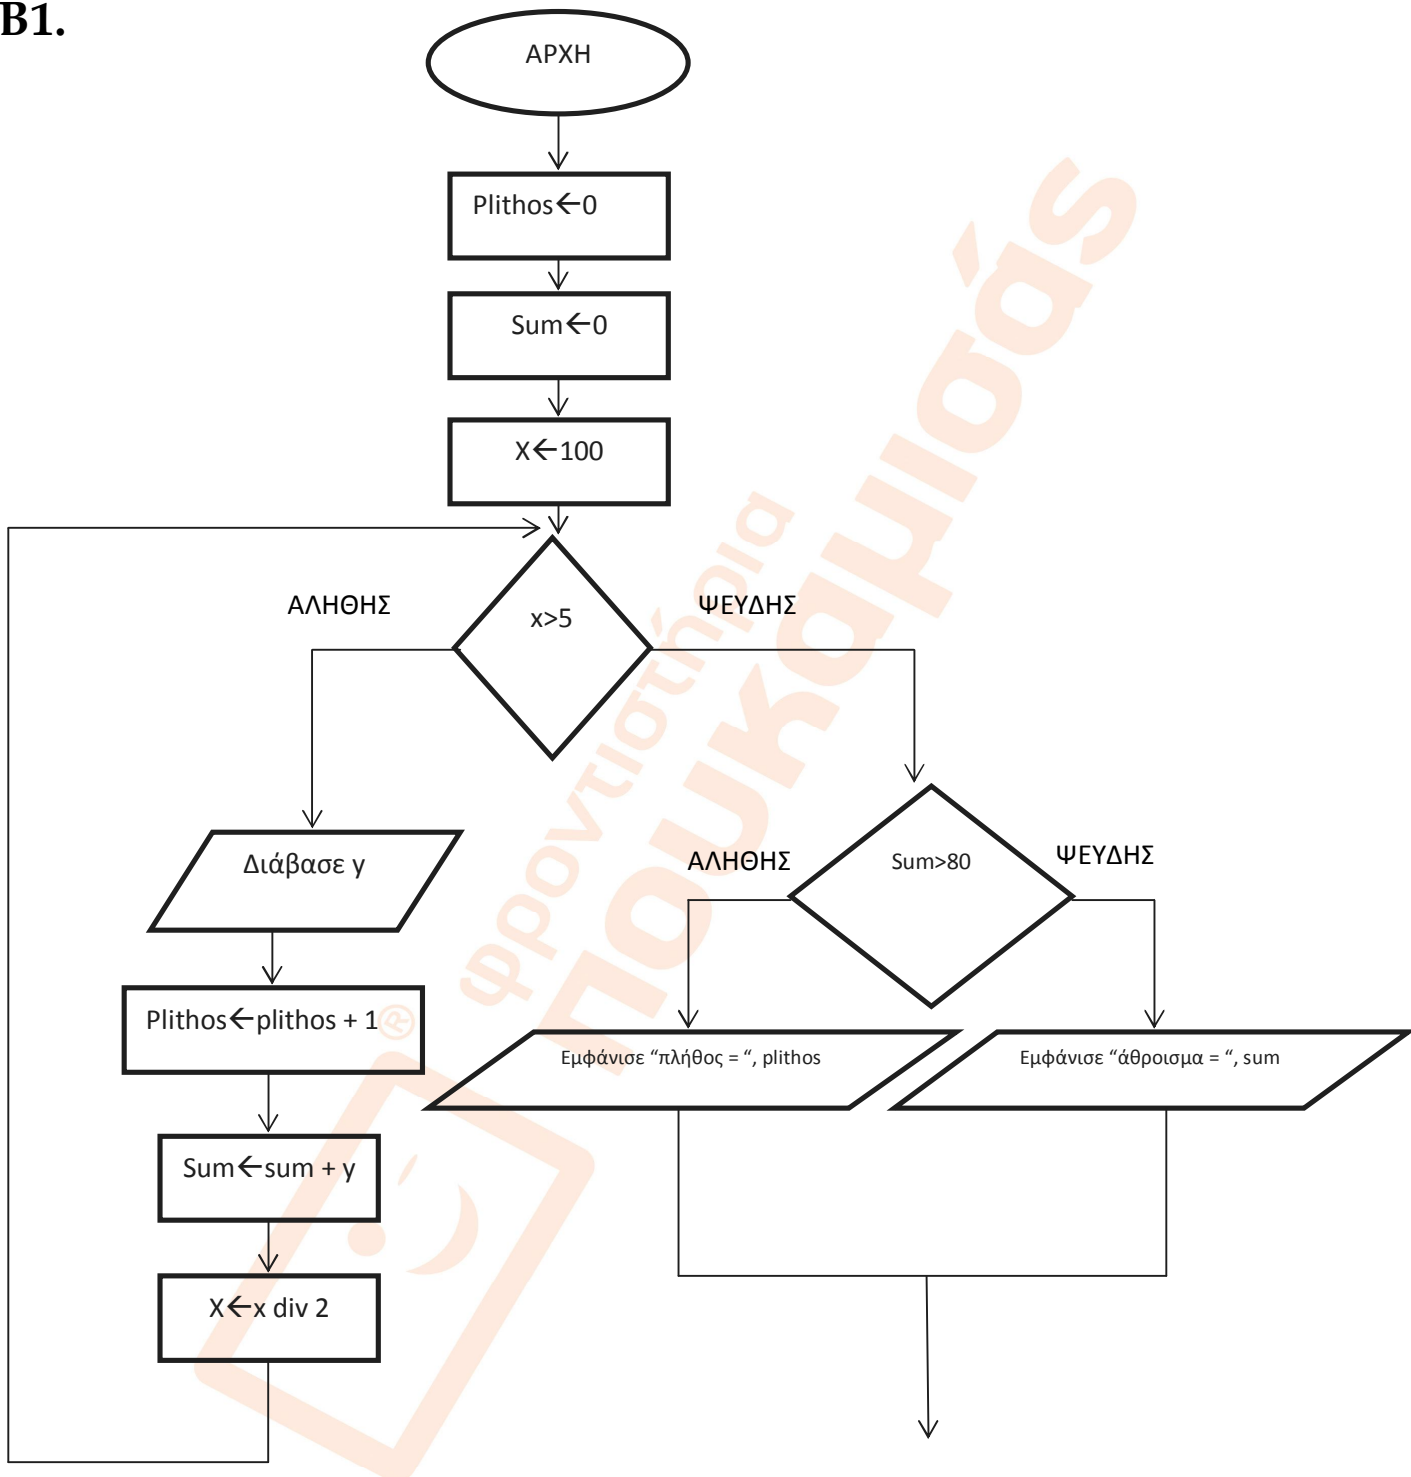 B1.
ΑΡΧΗ
Plithos←0
Sum←0
X←100
x>5
ΑΛΗΘΗΣ
ΨΕΥΔΗΣ
Διάβασε y
Plithos←plithos + 1
Sum←sum + y
X←x div 2
Sum>80
ΑΛΗΘΗΣ
ΨΕΥΔΗΣ
Εμφάνισε “πλήθος = “, plithos
Εμφάνισε “άθροισμα = “, sum
φροντιστήρια
πουκαμισάς
®